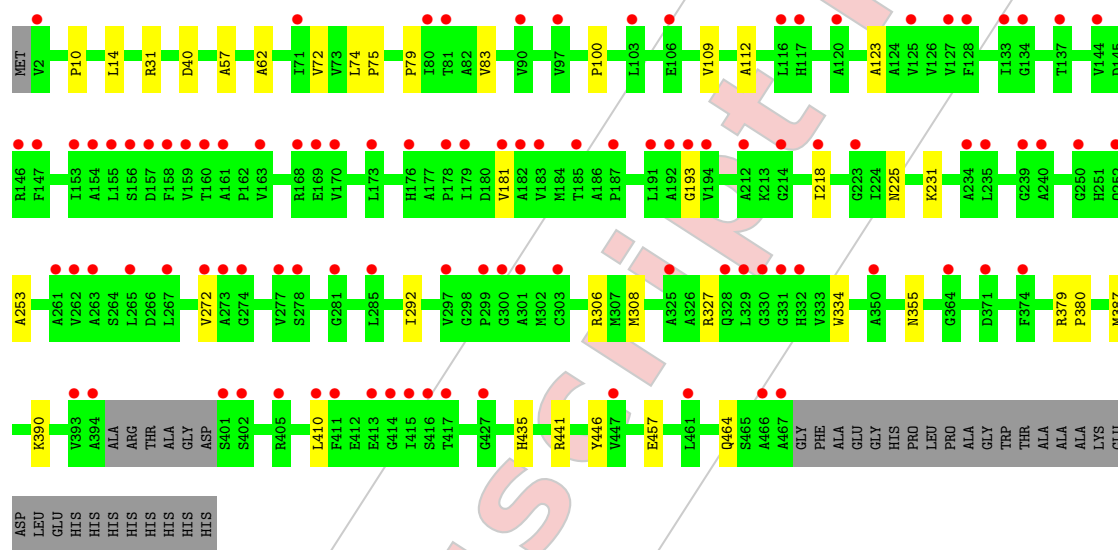 MET V2 P10 L14 R31 D40 A57 A62 I71 V72 V73 L74 P75 P79 I80 T81 A82 V83 V90 V97 P100 L103 E106 V109 A112 L116 H117 A120 A123 A124 V125 V126 V127 F128 I133 G134 T137 V144
R146 F147 I153 A154 L155 S156 D157 F158 V159 T160 A161 P162 V163 R168 E169 V170 L173 H176 A177 P178 I179 D180 V181 A182 V183 M184 T185 A186 P187 L191 A192 G193 V194 A212 K213 G214 I218 G223 I224 N225 K231 A234 L235 G239 A240 G250 H251
A253 A261 V262 A263 S264 L265 D266 L267 V272 A273 G274 V277 S278 G281 L285 I292 V297 G298 P299 G300 A301 M302 C303 R306 M307 M308 A325 A326 R327 Q328 L329 G330 G331 H332 V333 W334 A350 N355 G364 D371 F374 R379 P380 M387
K390 V393 A394 ALA ARG THR ALA GLY ASP S401 S492 R405 L410 F411 E412 E413 G414 I415 S416 T417 G427 H435 R441 Y446 V447 E457 L461 Q464 S465 A466 A467 GLY PHE ALA GLU GLY HIS PRO LEU PRO ALA GLY TRP THR ALA ALA ALA LYS
ASP LEU GLU HIS HIS HIS HIS HIS HIS HIS HIS